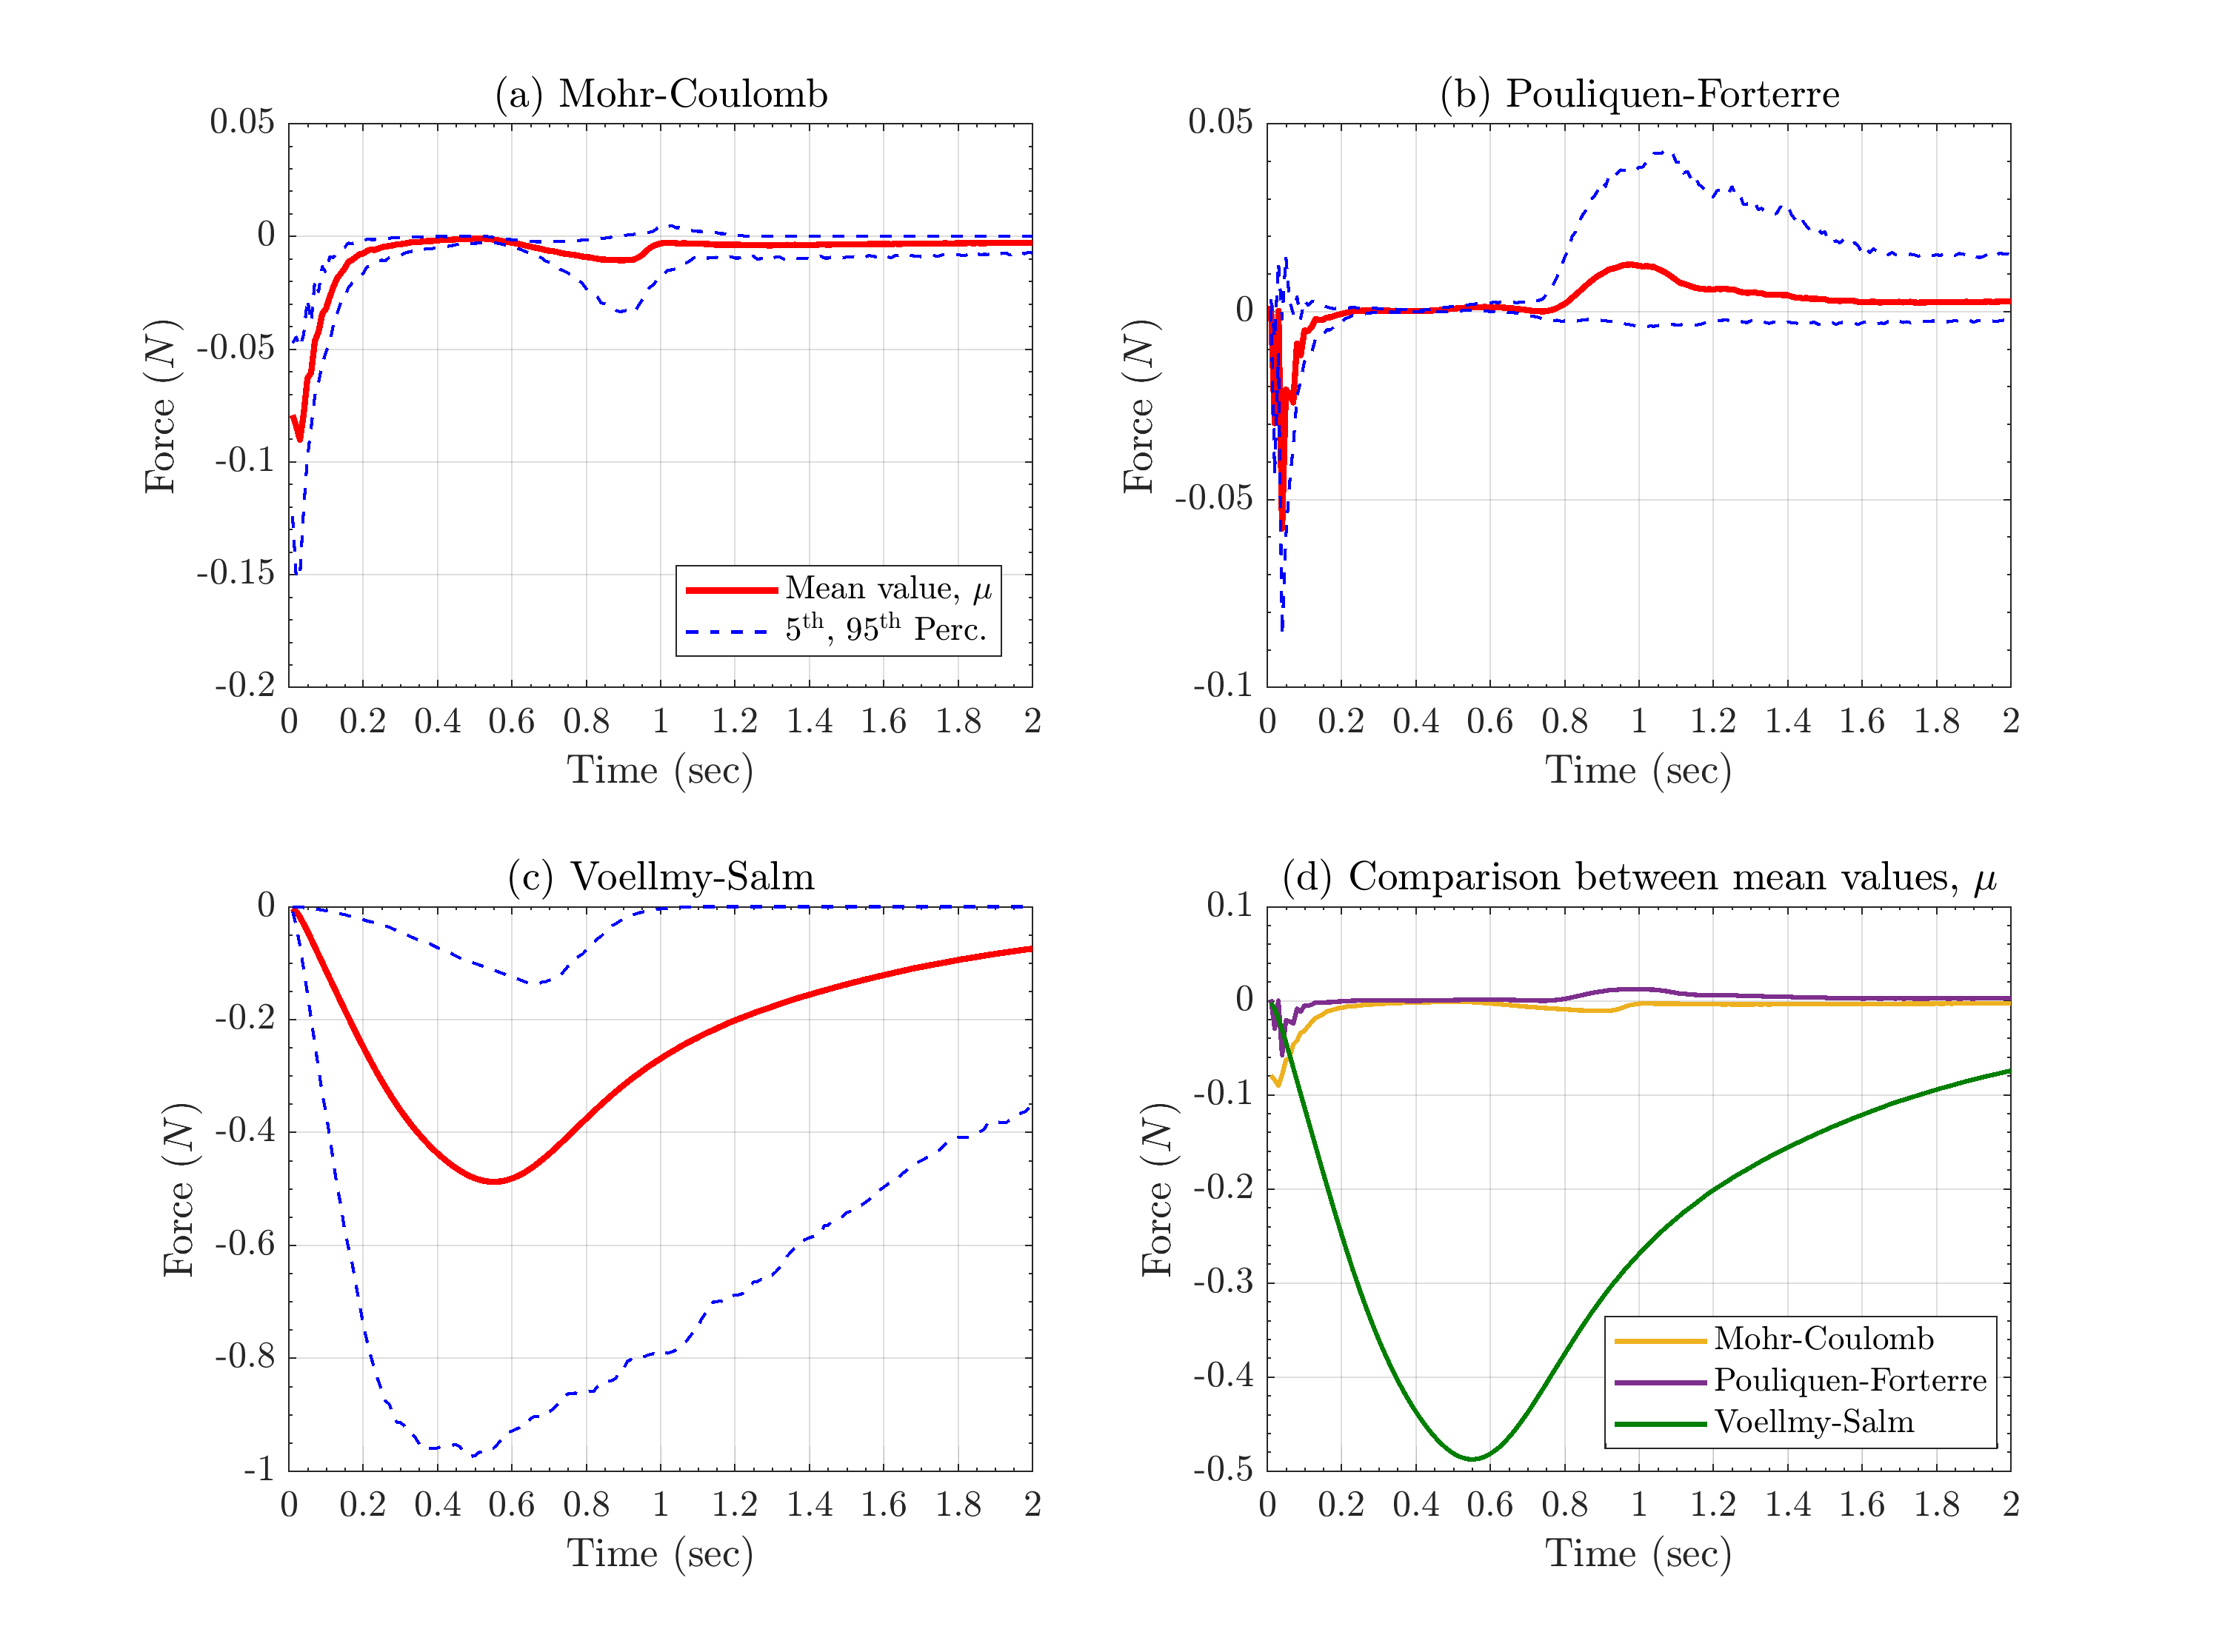 (a) Mohr-Coulomb
0.05
0
-0.05
-0.1
-0.15
-0.2
Force (N)
Mean value, μ
5th, 95th Perc.
0 0.2 0.4 0.6 0.8 1 1.2 1.4 1.6 1.8 2
Time (sec)
(b) Pouliquen-Forterre
0.05
0
-0.05
-0.1
Force (N)
0 0.2 0.4 0.6 0.8 1 1.2 1.4 1.6 1.8 2
Time (sec)
(c) Voellmy-Salm
0
-0.2
-0.4
-0.6
-0.8
-1
Force (N)
0 0.2 0.4 0.6 0.8 1 1.2 1.4 1.6 1.8 2
Time (sec)
(d) Comparison between mean values, μ
0.1
0
-0.1
-0.2
-0.3
-0.4
-0.5
Force (N)
Mohr-Coulomb
Pouliquen-Forterre
Voellmy-Salm
0 0.2 0.4 0.6 0.8 1 1.2 1.4 1.6 1.8 2
Time (sec)